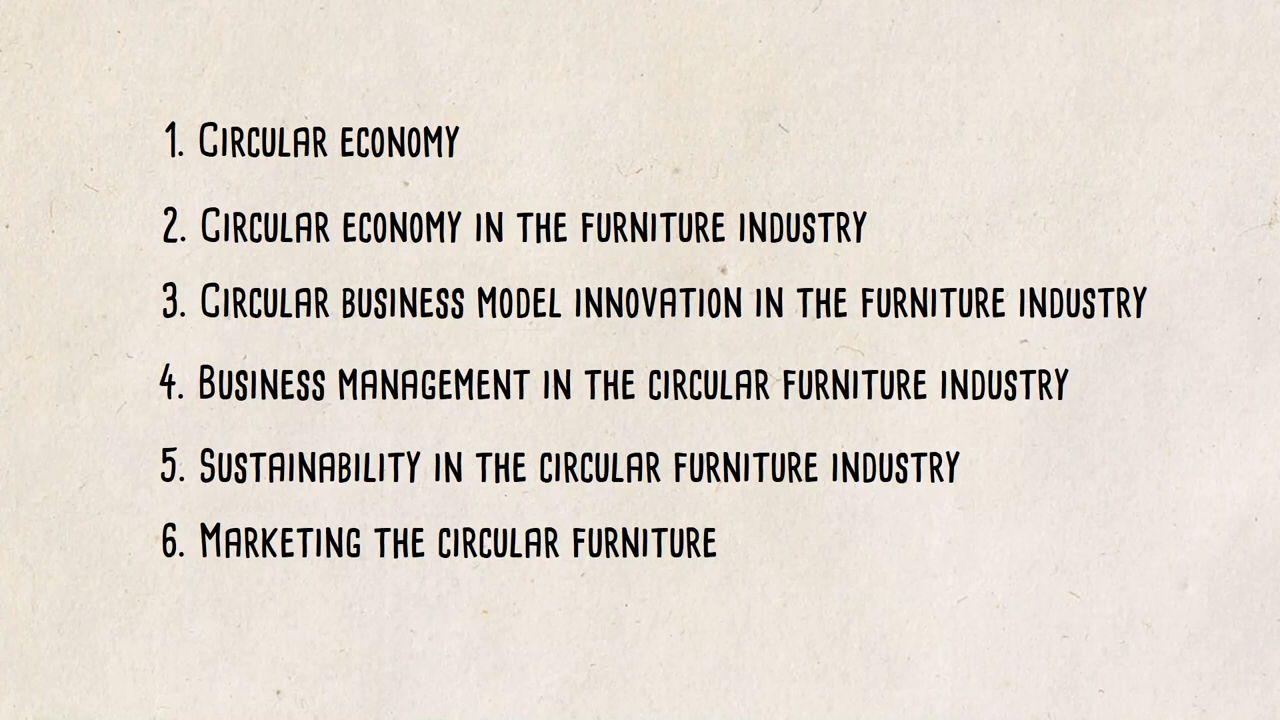 1. Circular economy
2. Circular economy in the furniture industry
3. Circular business model innovation in the furniture industry
4. Business management in the circular furniture industry
5. Sustainability in the circular furniture industry
6. Marketing the circular furniture